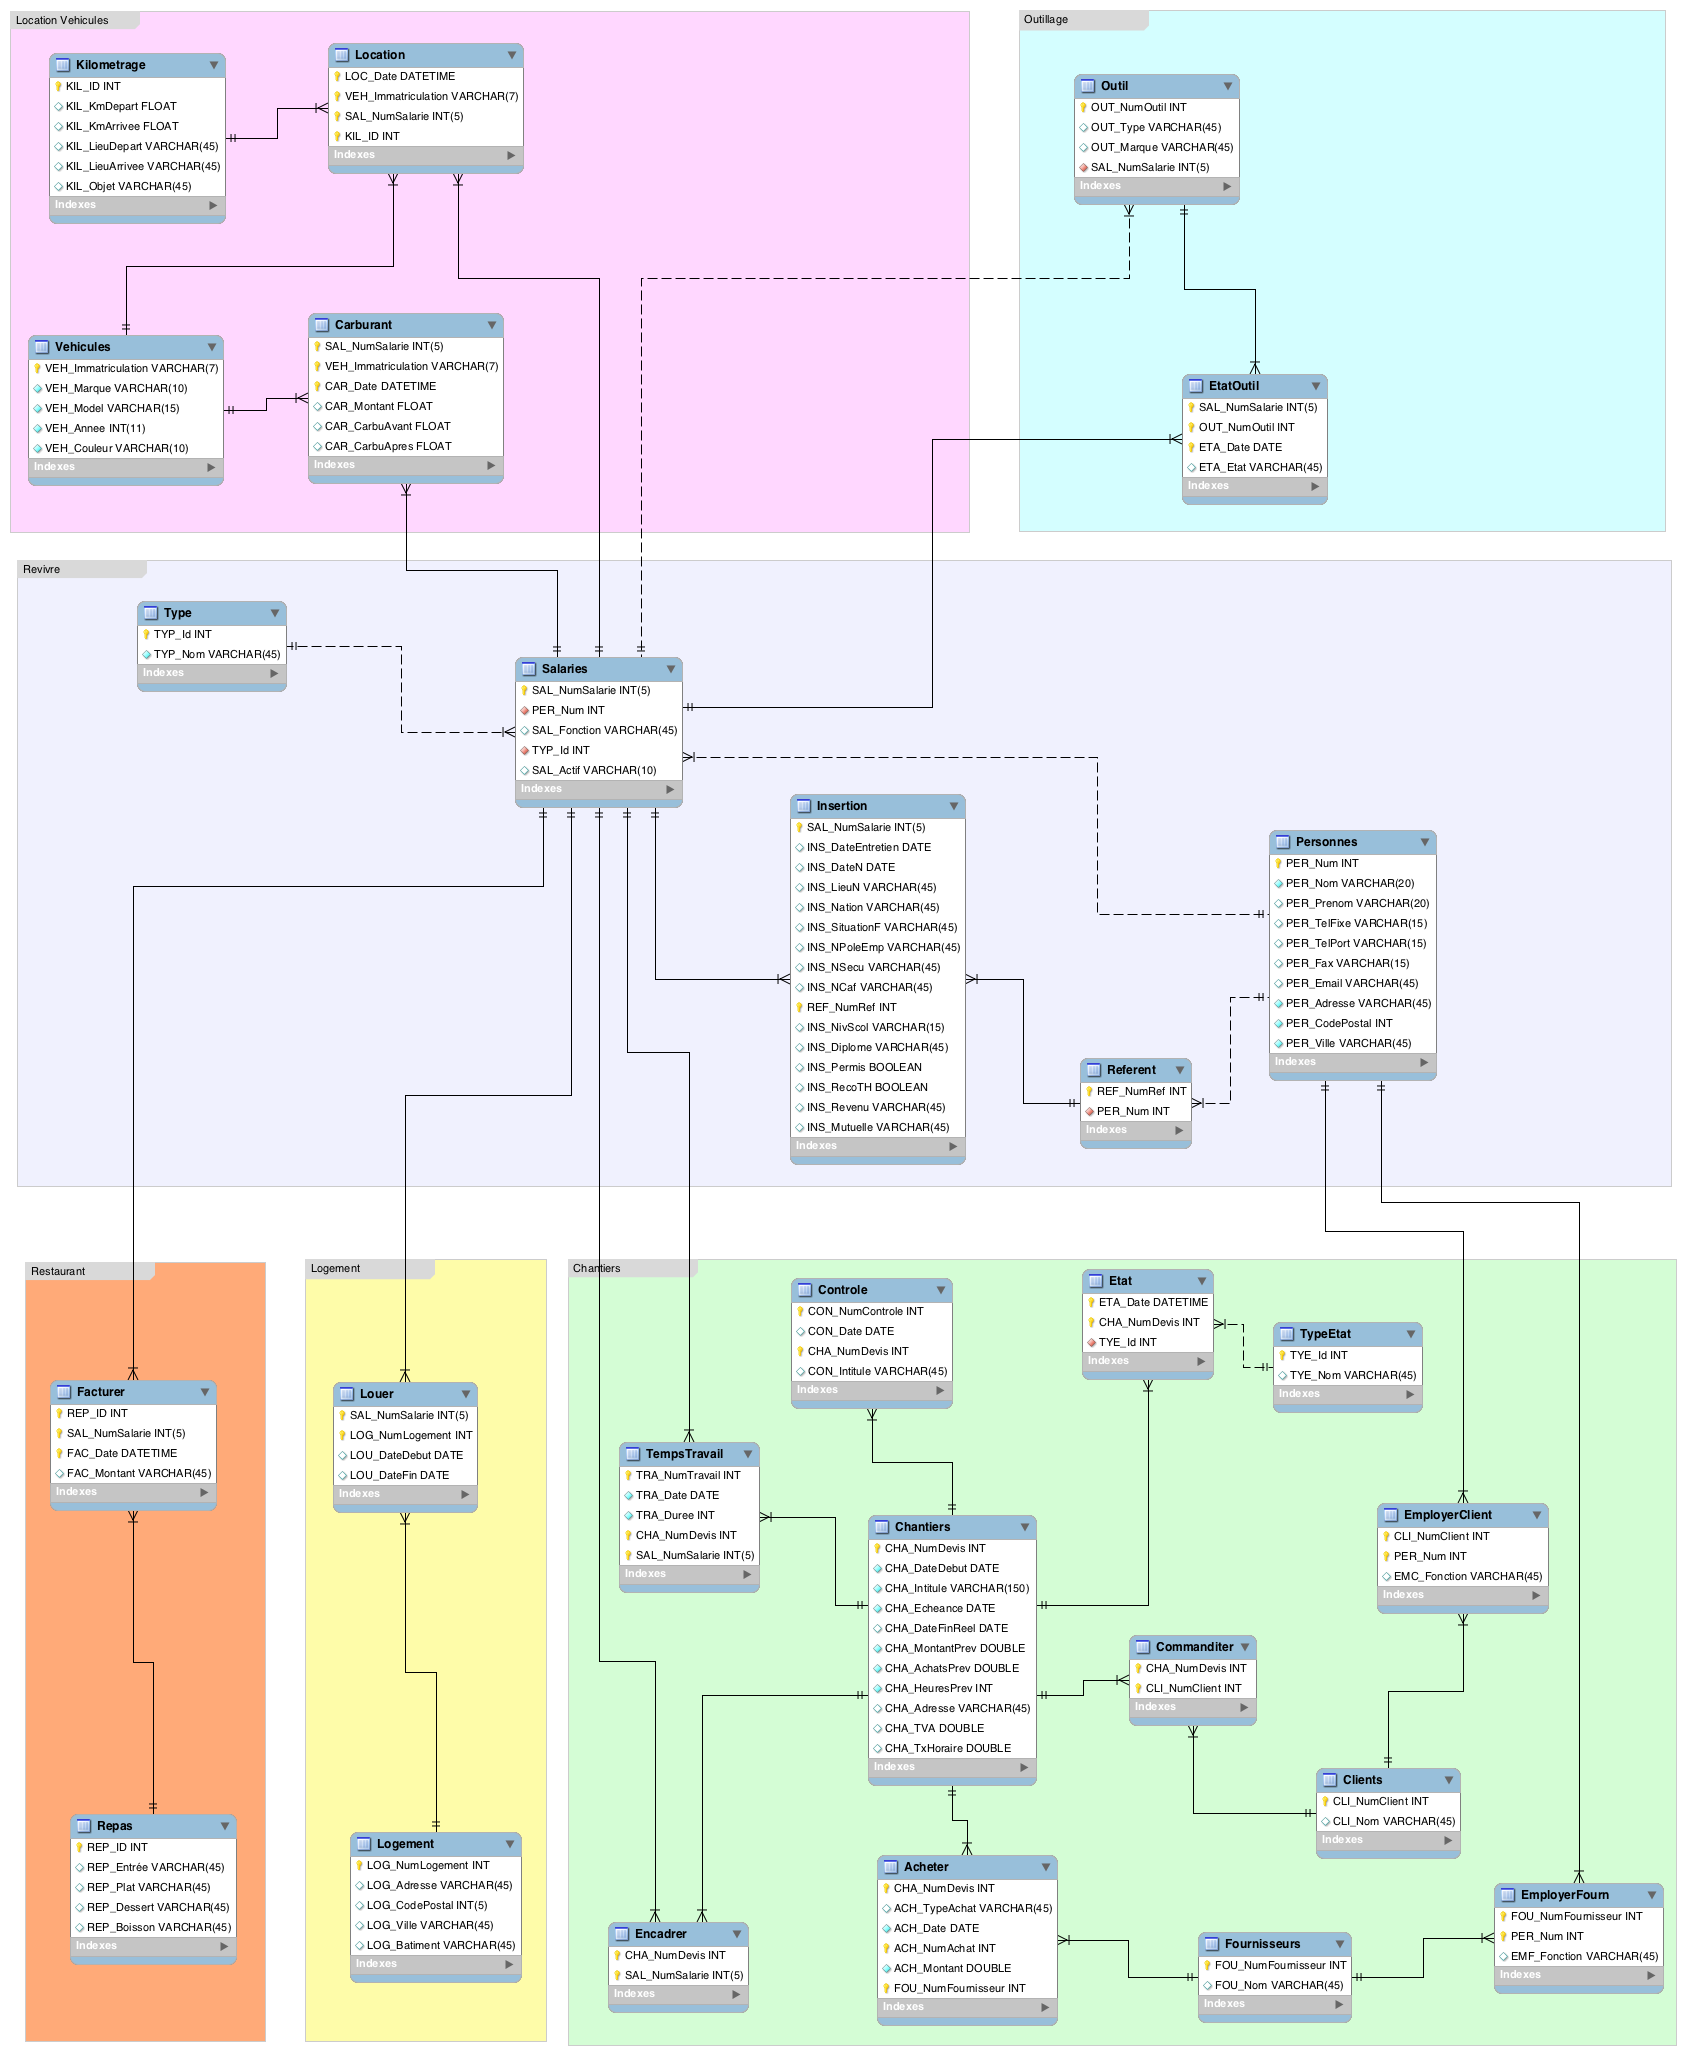 Location Vehicules
Kilometrage
KIL_ID INT
KIL_KmDepart FLOAT
KIL_KmArrivee FLOAT
KIL_LieuDepart VARCHAR(45)
KIL_LieuArrivee VARCHAR(45)
KIL_Objet VARCHAR(45)
Indexes
Location
LOC_Date DATETIME
VEH_Immatriculation VARCHAR(7)
SAL_NumSalarie INT(5)
KIL_ID INT
Indexes
Vehicules
VEH_Immatriculation VARCHAR(7)
VEH_Marque VARCHAR(10)
VEH_Model VARCHAR(15)
VEH_Annee INT(11)
VEH_Couleur VARCHAR(10)
Indexes
Carburant
SAL_NumSalarie INT(5)
VEH_Immatriculation VARCHAR(7)
CAR_Date DATETIME
CAR_Montant FLOAT
CAR_CarbuAvant FLOAT
CAR_CarbuApres FLOAT
Indexes
Outillage
Outil
OUT_NumOutil INT
OUT_Type VARCHAR(45)
OUT_Marque VARCHAR(45)
SAL_NumSalarie INT(5)
Indexes
EtatOutil
SAL_NumSalarie INT(5)
OUT_NumOutil INT
ETA_Date DATE
ETA_Etat VARCHAR(45)
Indexes
Revivre
Type
TYP_Id INT
TYP_Nom VARCHAR(45)
Indexes
Salaries
SAL_NumSalarie INT(5)
PER_Num INT
SAL_Fonction VARCHAR(45)
TYP_Id INT
SAL_Actif VARCHAR(10)
Indexes
Insertion
SAL_NumSalarie INT(5)
INS_DateEntretien DATE
INS_DateN DATE
INS_LieuN VARCHAR(45)
INS_Nation VARCHAR(45)
INS_SituationF VARCHAR(45)
INS_NPoleEmp VARCHAR(45)
INS_NSecu VARCHAR(45)
INS_NCaf VARCHAR(45)
REF_NumRef INT
INS_NivScol VARCHAR(15)
INS_Diplome VARCHAR(45)
INS_Permis BOOLEAN
INS_RecoTH BOOLEAN
INS_Revenu VARCHAR(45)
INS_Mutuelle VARCHAR(45)
Indexes
Referent
REF_NumRef INT
PER_Num INT
Indexes
Personnes
PER_Num INT
PER_Nom VARCHAR(20)
PER_Prenom VARCHAR(20)
PER_TelFixe VARCHAR(15)
PER_TelPort VARCHAR(15)
PER_Fax VARCHAR(15)
PER_Email VARCHAR(45)
PER_Adresse VARCHAR(45)
PER_CodePostal INT
PER_Ville VARCHAR(45)
Indexes
Restaurant
Facturer
REP_ID INT
SAL_NumSalarie INT(5)
FAC_Date DATETIME
FAC_Montant VARCHAR(45)
Indexes
Repas
REP_ID INT
REP_Entrée VARCHAR(45)
REP_Plat VARCHAR(45)
REP_Dessert VARCHAR(45)
REP_Boisson VARCHAR(45)
Indexes
Logement
Louer
SAL_NumSalarie INT(5)
LOG_NumLogement INT
LOU_DateDebut DATE
LOU_DateFin DATE
Indexes
Logement
LOG_NumLogement INT
LOG_Adresse VARCHAR(45)
LOG_CodePostal INT(5)
LOG_Ville VARCHAR(45)
LOG_Batiment VARCHAR(45)
Indexes
Chantiers
Controle
CON_NumControle INT
CON_Date DATE
CHA_NumDevis INT
CON_Intitule VARCHAR(45)
Indexes
Etat
ETA_Date DATETIME
CHA_NumDevis INT
TYE_Id INT
Indexes
TypeEtat
TYE_Id INT
TYE_Nom VARCHAR(45)
Indexes
TempsTravail
TRA_NumTravail INT
TRA_Date DATE
TRA_Duree INT
CHA_NumDevis INT
SAL_NumSalarie INT(5)
Indexes
Chantiers
CHA_NumDevis INT
CHA_DateDebut DATE
CHA_Intitule VARCHAR(150)
CHA_Echeance DATE
CHA_DateFinReel DATE
CHA_MontantPrev DOUBLE
CHA_AchatsPrev DOUBLE
CHA_HeuresPrev INT
CHA_Adresse VARCHAR(45)
CHA_TVA DOUBLE
CHA_TxHoraire DOUBLE
Indexes
EmployerClient
CLI_NumClient INT
PER_Num INT
EMC_Fonction VARCHAR(45)
Indexes
Commanditer
CHA_NumDevis INT
CLI_NumClient INT
Indexes
Clients
CLI_NumClient INT
CLI_Nom VARCHAR(45)
Indexes
Encadrer
CHA_NumDevis INT
SAL_NumSalarie INT(5)
Indexes
Acheter
CHA_NumDevis INT
ACH_TypeAchat VARCHAR(45)
ACH_Date DATE
ACH_NumAchat INT
ACH_Montant DOUBLE
FOU_NumFournisseur INT
Indexes
Fournisseurs
FOU_NumFournisseur INT
FOU_Nom VARCHAR(45)
Indexes
EmployerFourn
FOU_NumFournisseur INT
PER_Num INT
EMF_Fonction VARCHAR(45)
Indexes